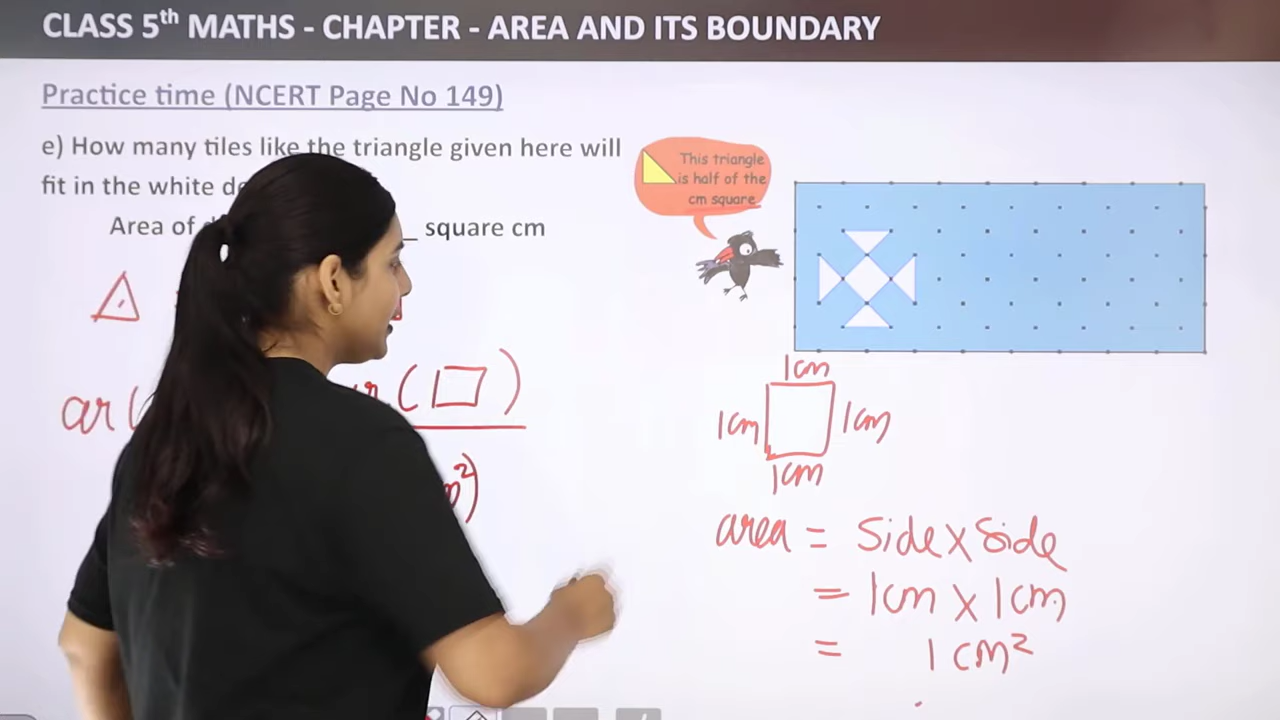 CLASS 5th MATHS - CHAPTER - AREA AND ITS BOUNDARY
Practice time (NCERT Page No 149)
e) How many tiles like the triangle given here will
fit in the white
Area of square cm
This triangle
is half of the
cm square
ar(
(1□)
1cm
1cm
1cm
1cm
area = Side x Side
= 1cm x 1cm
= 1 cm²